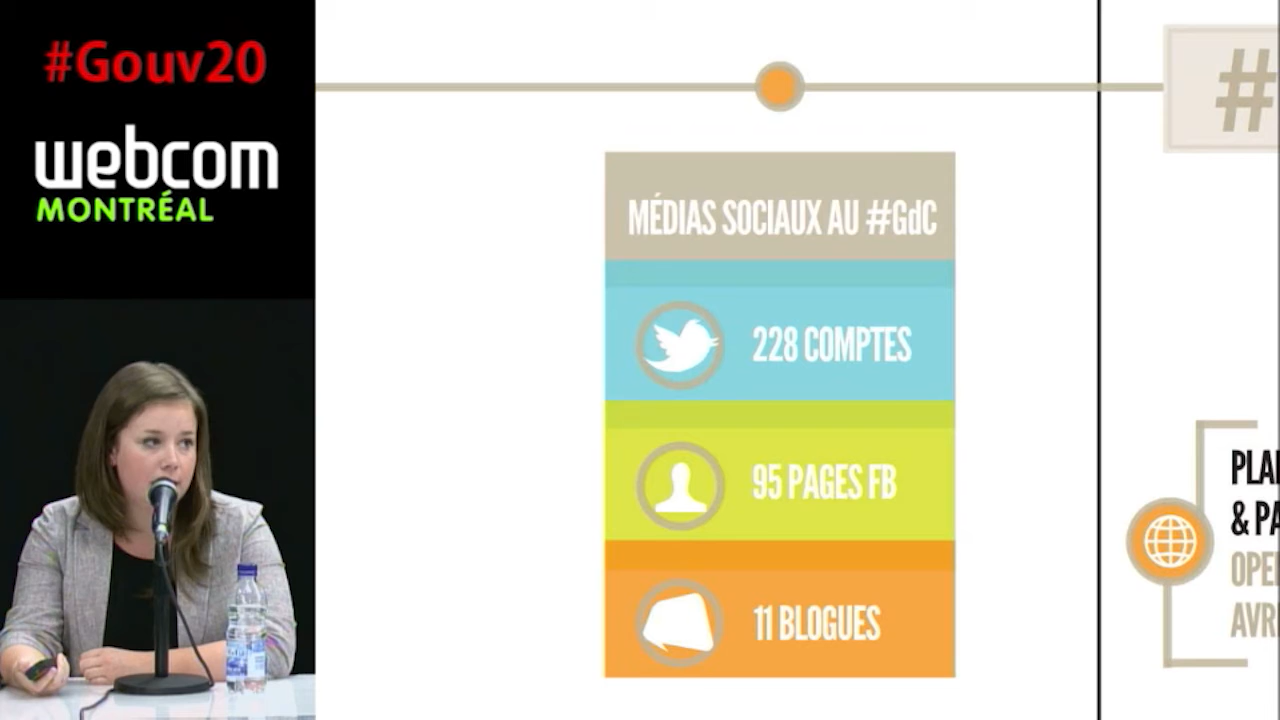 #Gouv20
webcom
MONTRÉAL
MÉDIAS SOCIAUX AU #GdC
228 COMPTES
95 PAGES FB
11 BLOGUES
#
&